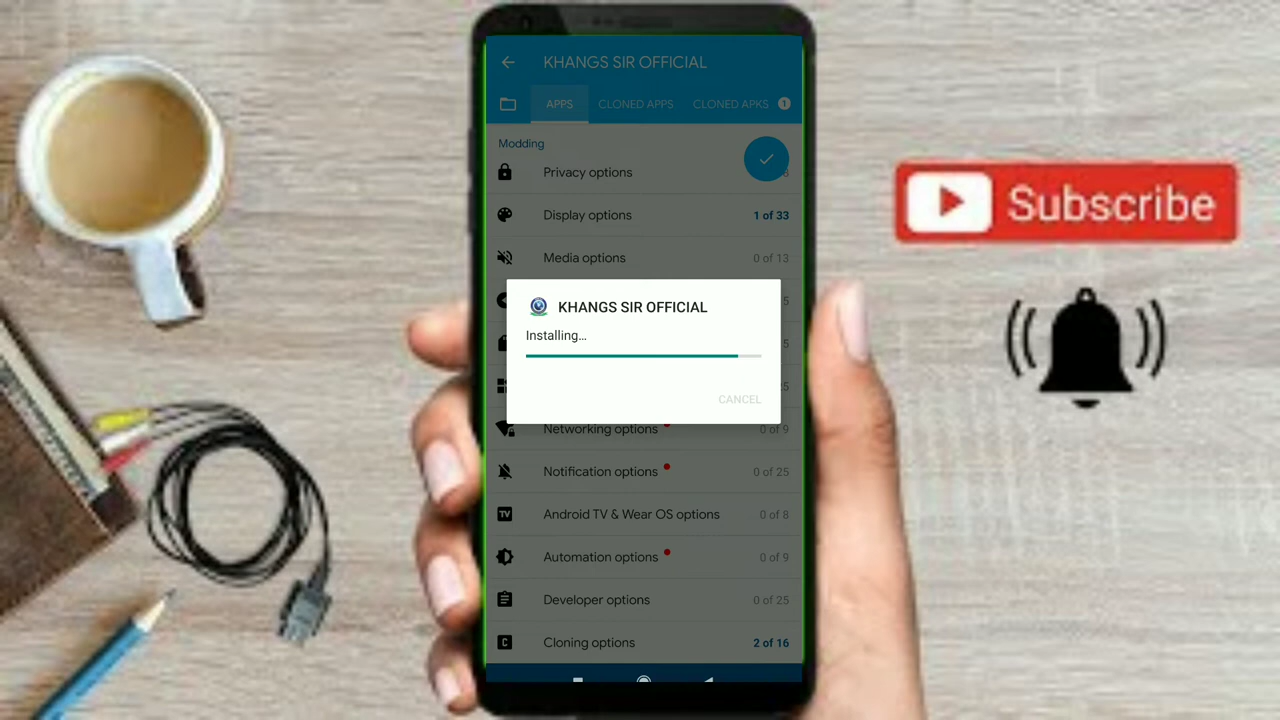 KHANGS SIR OFFICIAL
APPS CLONED APPS CLONED APKS 1
Modding
Privacy options
Display options 1 of 33
Media options 0 of 13
KHANGS SIR OFFICIAL
Installing…
CANCEL
Networking options 0 of 9
Notification options 0 of 25
TV Android TV & Wear OS options 0 of 8
Automation options 0 of 9
Developer options 0 of 25
C Cloning options 2 of 16
Subscribe